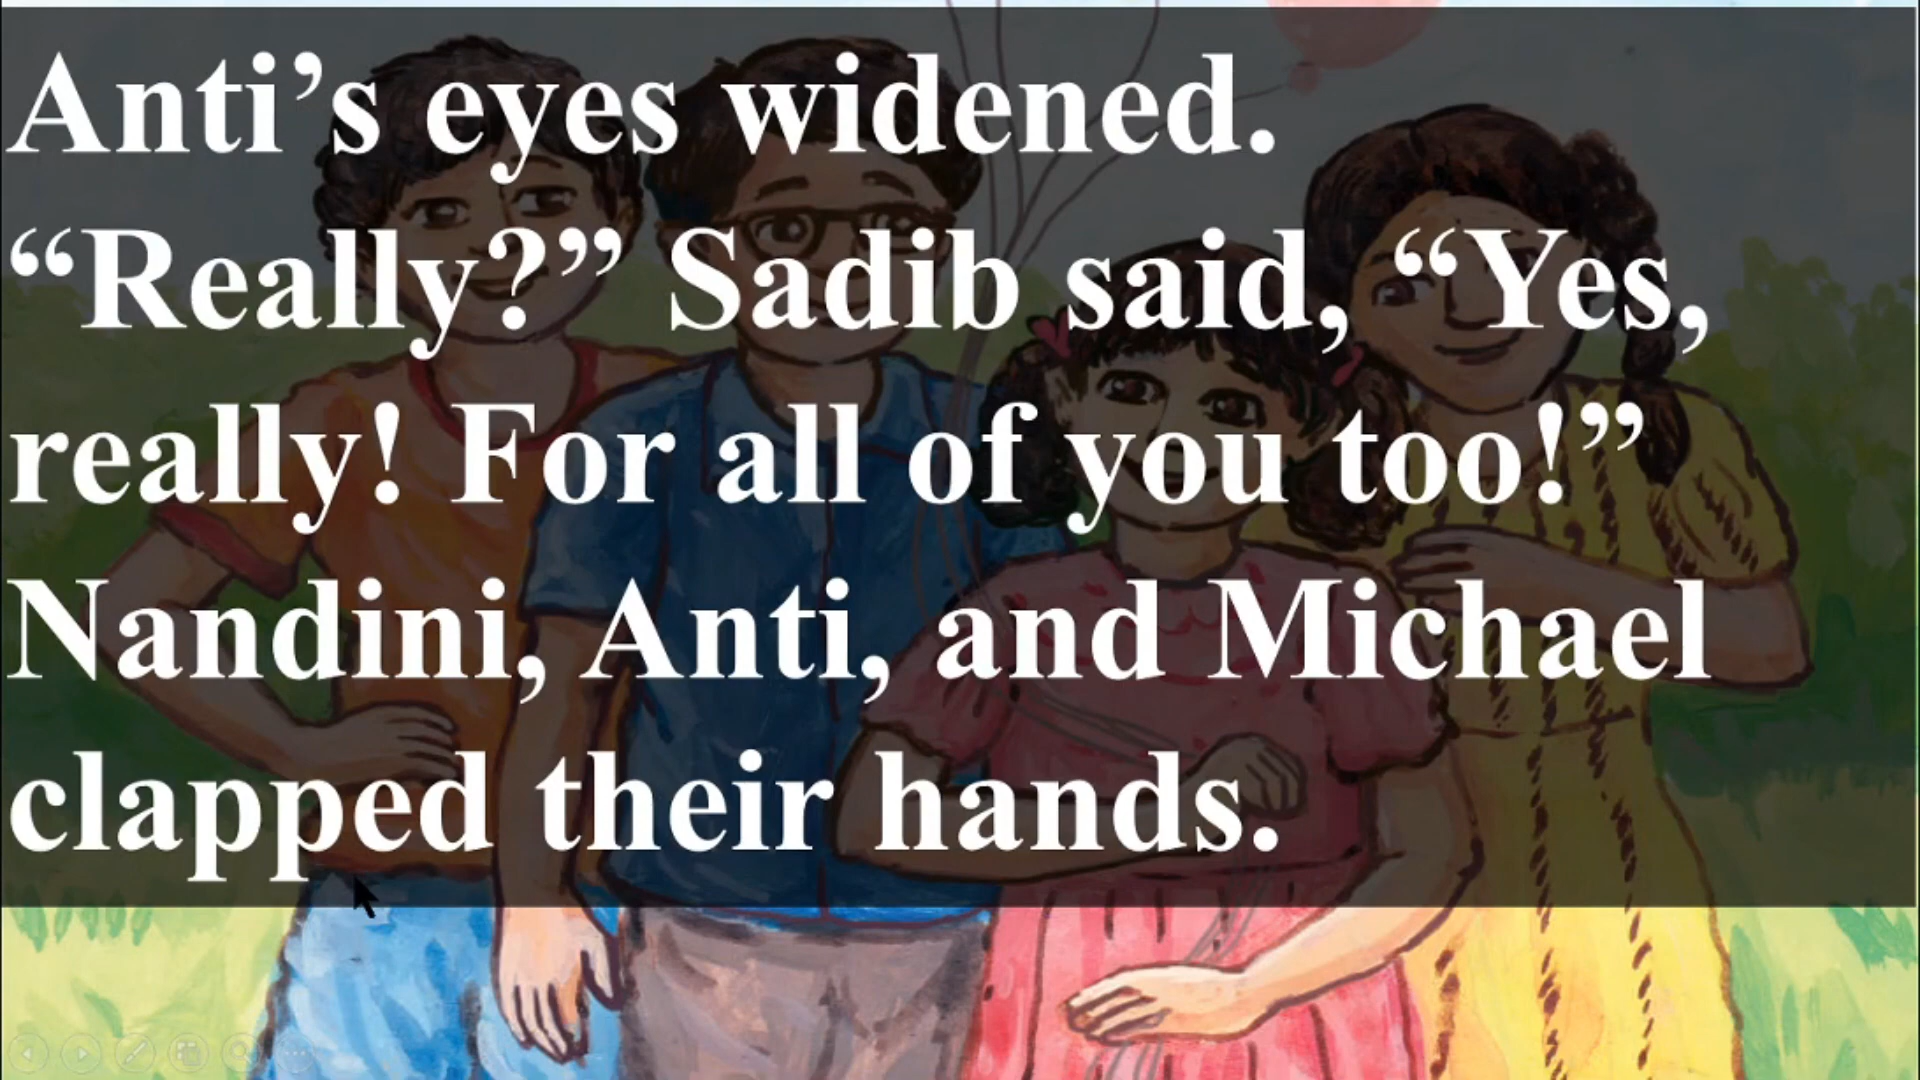 Anti’s eyes widened.
“Really?” Sadib said, “Yes,
really! For all of you too!”
Nandini, Anti, and Michael
clapped their hands.